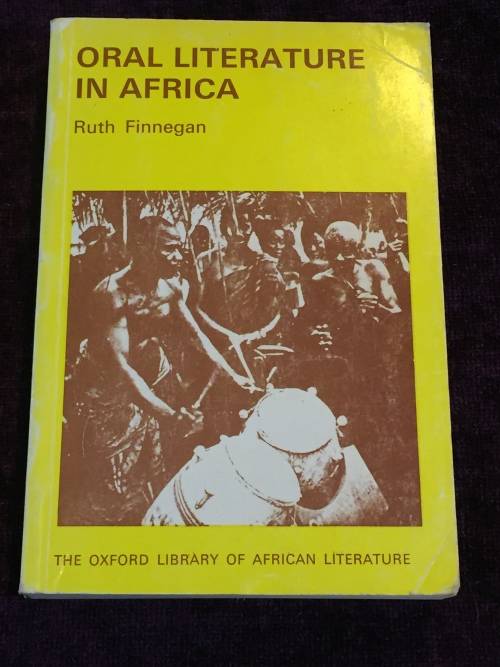 ORAL LITERATURE
IN AFRICA
Ruth Finnegan
THE OXFORD LIBRARY OF AFRICAN LITERATURE